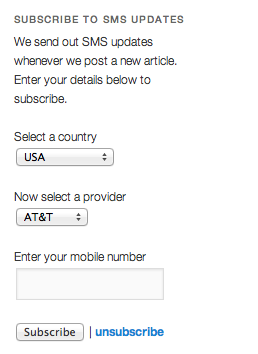 SUBSCRIBE TO SMS UPDATES
We send out SMS updates
whenever we post a new article.
Enter your details below to
subscribe.
Select a country
USA
Now select a provider
AT&T
Enter your mobile number
Subscribe | unsubscribe